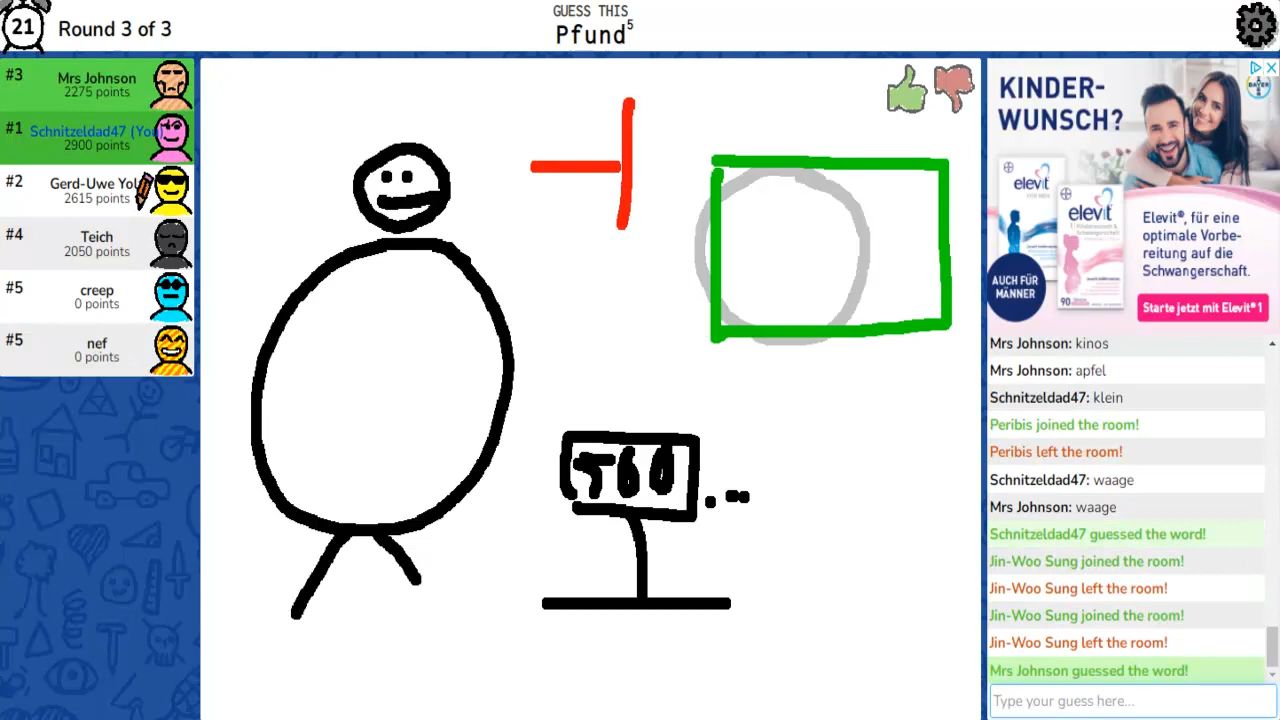 21
Round 3 of 3
GUESS THIS
Pfund5
#3
Mrs Johnson
2275 points
#1
Schnitzeldad47 (You)
2900 points
#2
Gerd-Uwe Yol
2615 points
#4
Teich
2050 points
#5
creep
0 points
#5
nef
0 points
560
KINDER-
WUNSCH?
BAYER
elevit
elevit
AUCH FÜR
MÄNNER
90
Elevit®, für eine
optimale Vorbe-
reitung auf die
Schwangerschaft.
Starte jetzt mit Elevit®1
Mrs Johnson: kinos
Mrs Johnson: apfel
Schnitzeldad47: klein
Peribis joined the room!
Peribis left the room!
Schnitzeldad47: waage
Mrs Johnson: waage
Schnitzeldad47 guessed the word!
Jin-Woo Sung joined the room!
Jin-Woo Sung left the room!
Jin-Woo Sung joined the room!
Jin-Woo Sung left the room!
Mrs Johnson guessed the word!
Type your guess here...